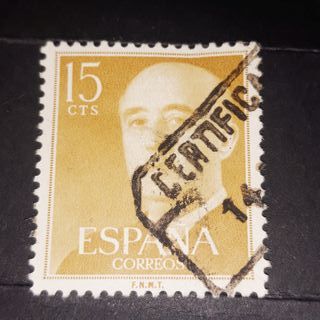 15
CTS
CERTIFIC
14
ESPAÑA
CORREOS
F.N.M.T.